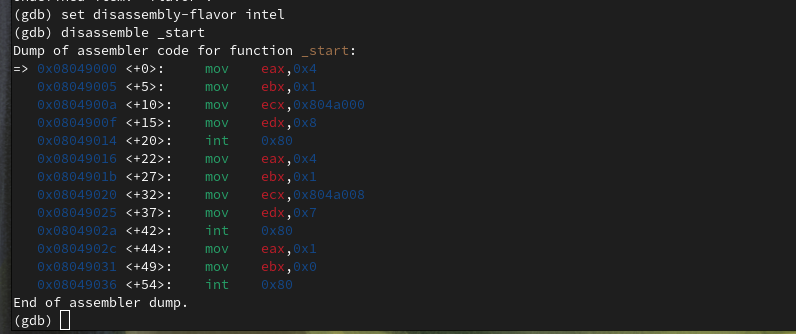 (gdb) set disassembly-flavor intel
(gdb) disassemble _start
Dump of assembler code for function _start:
=> 0x08049000 <+0>:	mov    eax,0x4
   0x08049005 <+5>:	mov    ebx,0x1
   0x0804900a <+10>:	mov    ecx,0x804a000
   0x0804900f <+15>:	mov    edx,0x8
   0x08049014 <+20>:	int    0x80
   0x08049016 <+22>:	mov    eax,0x4
   0x0804901b <+27>:	mov    ebx,0x1
   0x08049020 <+32>:	mov    ecx,0x804a008
   0x08049025 <+37>:	mov    edx,0x7
   0x0804902a <+42>:	int    0x80
   0x0804902c <+44>:	mov    eax,0x1
   0x08049031 <+49>:	mov    ebx,0x0
   0x08049036 <+54>:	int    0x80
End of assembler dump.
(gdb)